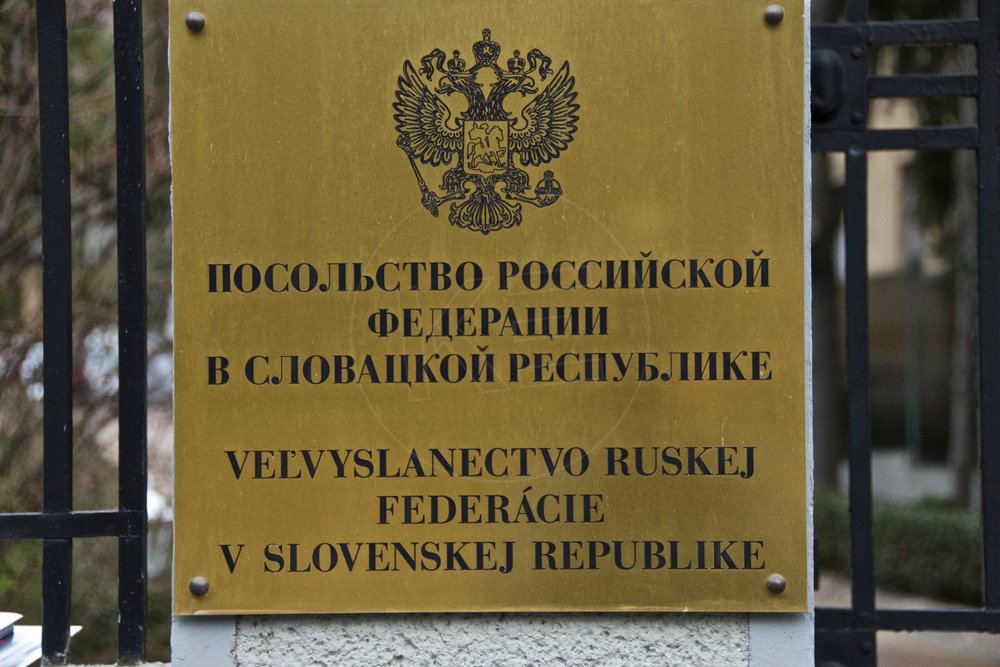 ПОСОЛЬСТВО РОССИЙСКОЙ
ФЕДЕРАЦИИ
В СЛОВАЦКОЙ РЕСПУБЛИКЕ
VEĽVYSLANECTVO RUSKEJ
FEDERÁCIE
V SLOVENSKEJ REPUBLIKE